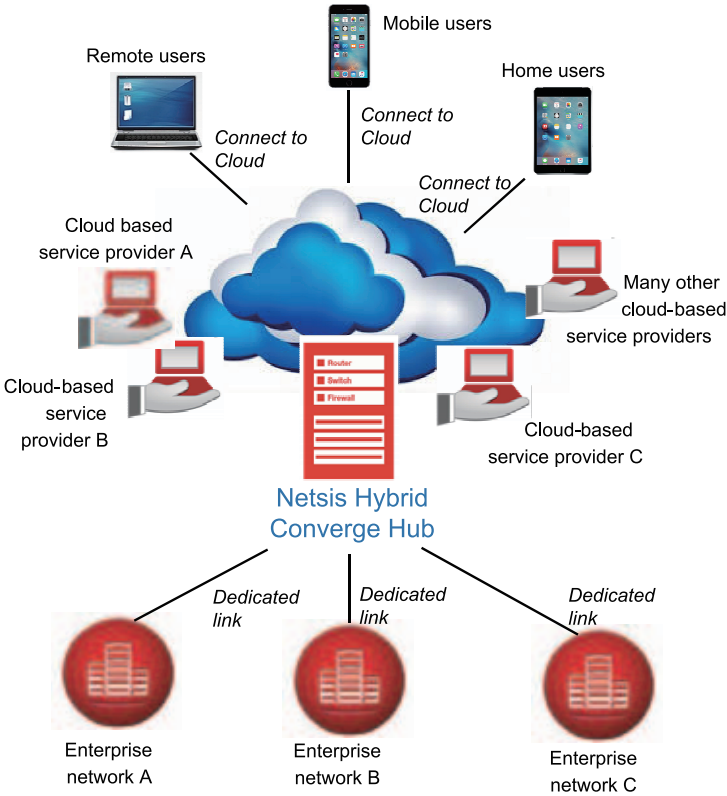 Mobile users
Remote users
Home users
Connect to
Cloud
Connect to
Cloud
Connect to
Cloud
Cloud based
service provider A
Many other
cloud-based
service providers
Cloud-based
service
provider B
Router
Switch
Firewall
Cloud-based
service provider C
Netsis Hybrid
Converge Hub
Dedicated
link
Dedicated
link
Dedicated
link
Enterprise
network A
Enterprise
network B
Enterprise
network C